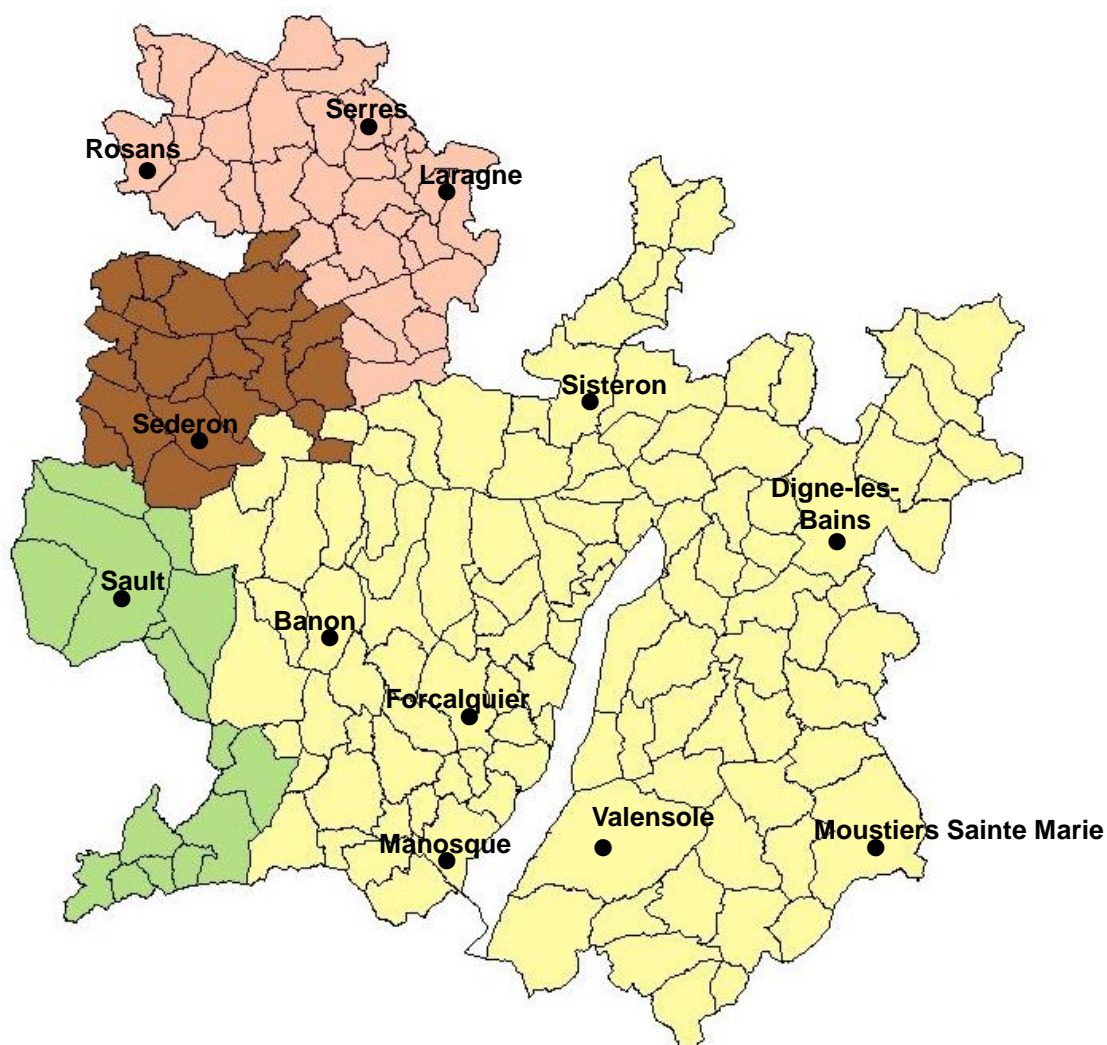 Serres
Rosans
Laragne
Sisteron
Sederon
Digne-les-
Bains
Sault
Banon
Forcalquier
Valensole
Moustiers Sainte Marie
Manosque